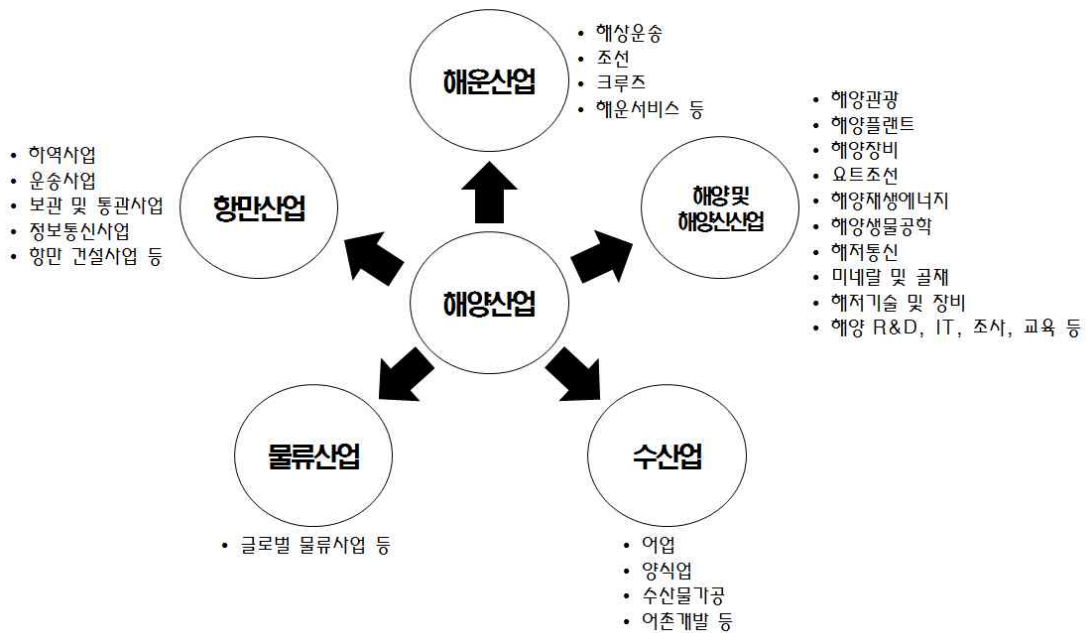 해운산업
• 해상운송
• 조선
• 크루즈
• 해운서비스 등
해양 및
해양신산업
• 해양관광
• 해양플랜트
• 해양장비
• 요트조선
• 해양재생에너지
• 해양생물공학
• 해저통신
• 미네랄 및 골재
• 해저기술 및 장비
• 해양 R&D, IT, 조사, 교육 등
• 하역사업
• 운송사업
• 보관 및 통관사업
• 정보통신사업
• 항만 건설사업 등
항만산업
해양산업
물류산업
• 글로벌 물류사업 등
수산업
• 어업
• 양식업
• 수산물가공
• 어촌개발 등